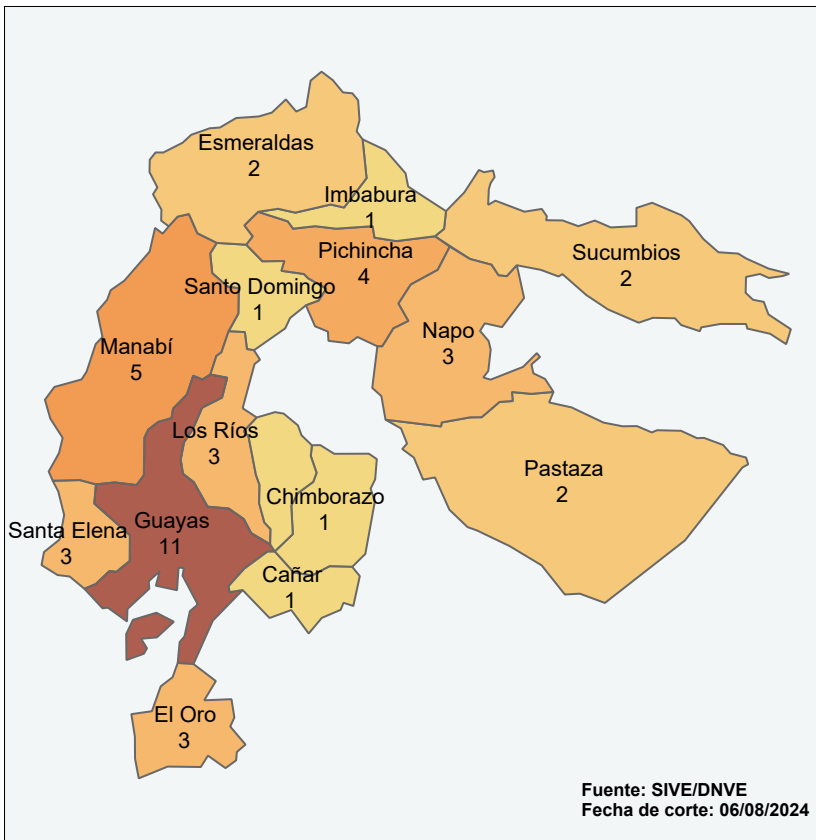 Esmeraldas
2
Imbabura
1
Sucumbios
2
Pichincha
4
Santo Domingo
1
Napo
3
Manabí
5
Los Ríos
3
Pastaza
2
Chimborazo
1
Santa Elena
3
Guayas
11
Cañar
1
El Oro
3
Fuente: SIVE/DNVE
Fecha de corte: 06/08/2024